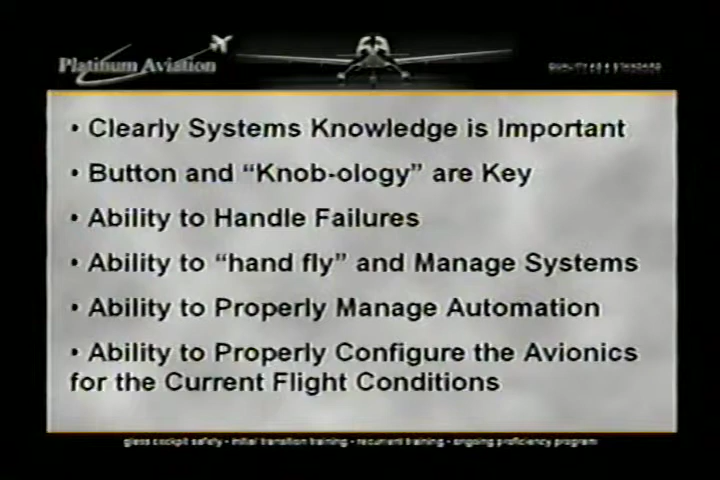 Platinum Aviation
QUALITY AS A STANDARD
• Clearly Systems Knowledge is Important
• Button and “Knob-ology” are Key
• Ability to Handle Failures
• Ability to “hand fly” and Manage Systems
• Ability to Properly Manage Automation
• Ability to Properly Configure the Avionics
for the Current Flight Conditions
glass cockpit safety - initial transition training - recurrent training - ongoing proficiency program